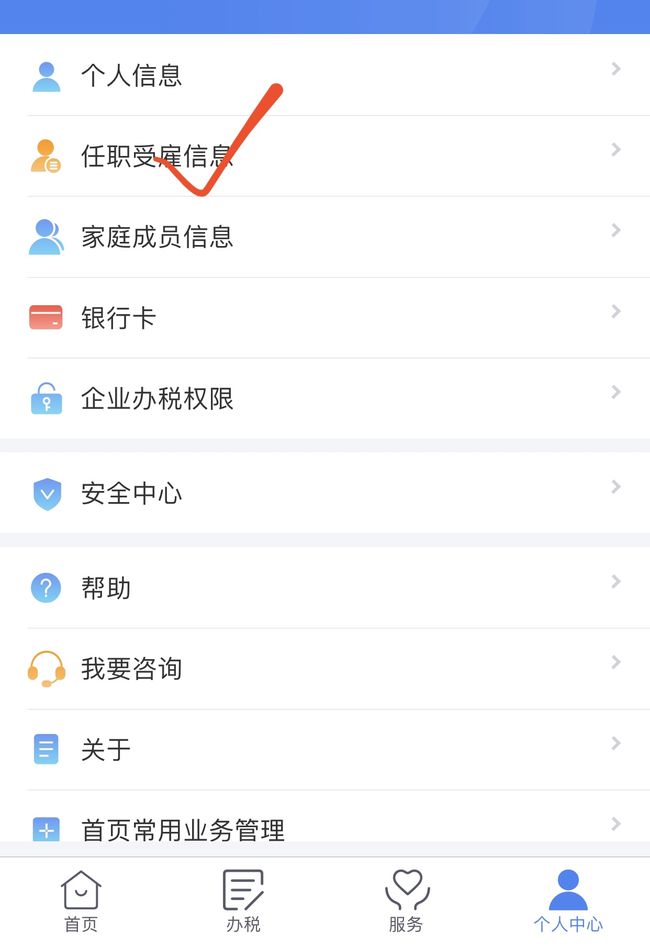 个人信息
任职受雇信息
家庭成员信息
银行卡
企业办税权限
安全中心
帮助
我要咨询
关于
首页常用业务管理
首页
办税
服务
个人中心